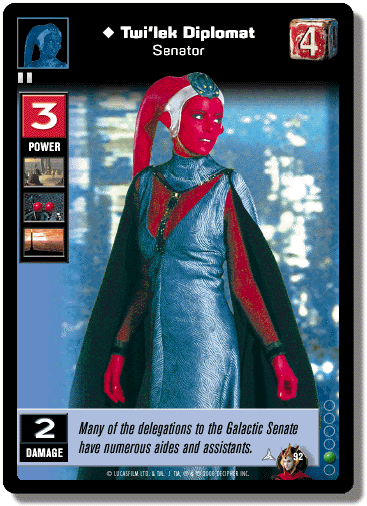 ◆ Twi'lek Diplomat
Senator
4
3
POWER
2
DAMAGE
Many of the delegations to the Galactic Senate
have numerous aides and assistants.
92
© LUCASFILM LTD. & TM. ® & © 2000 DECIPHER INC.